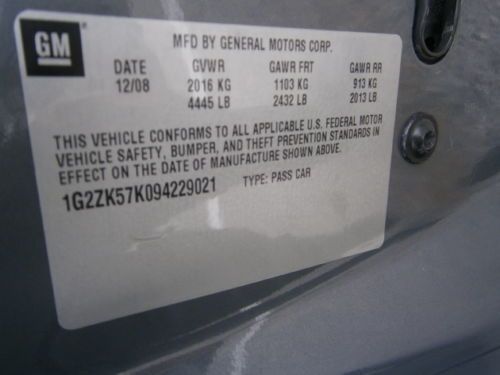 GM
MFD BY GENERAL MOTORS CORP.
DATE GVWR GAWR FRT GAWR RR
12/08 2016 KG 1103 KG 913 KG
4445 LB 2432 LB 2013 LB
THIS VEHICLE CONFORMS TO ALL APPLICABLE U.S. FEDERAL MOTOR
VEHICLE SAFETY, BUMPER, AND THEFT PREVENTION STANDARDS IN
EFFECT ON THE DATE OF MANUFACTURE SHOWN ABOVE.
1G2ZK57K094229021 TYPE: PASS CAR